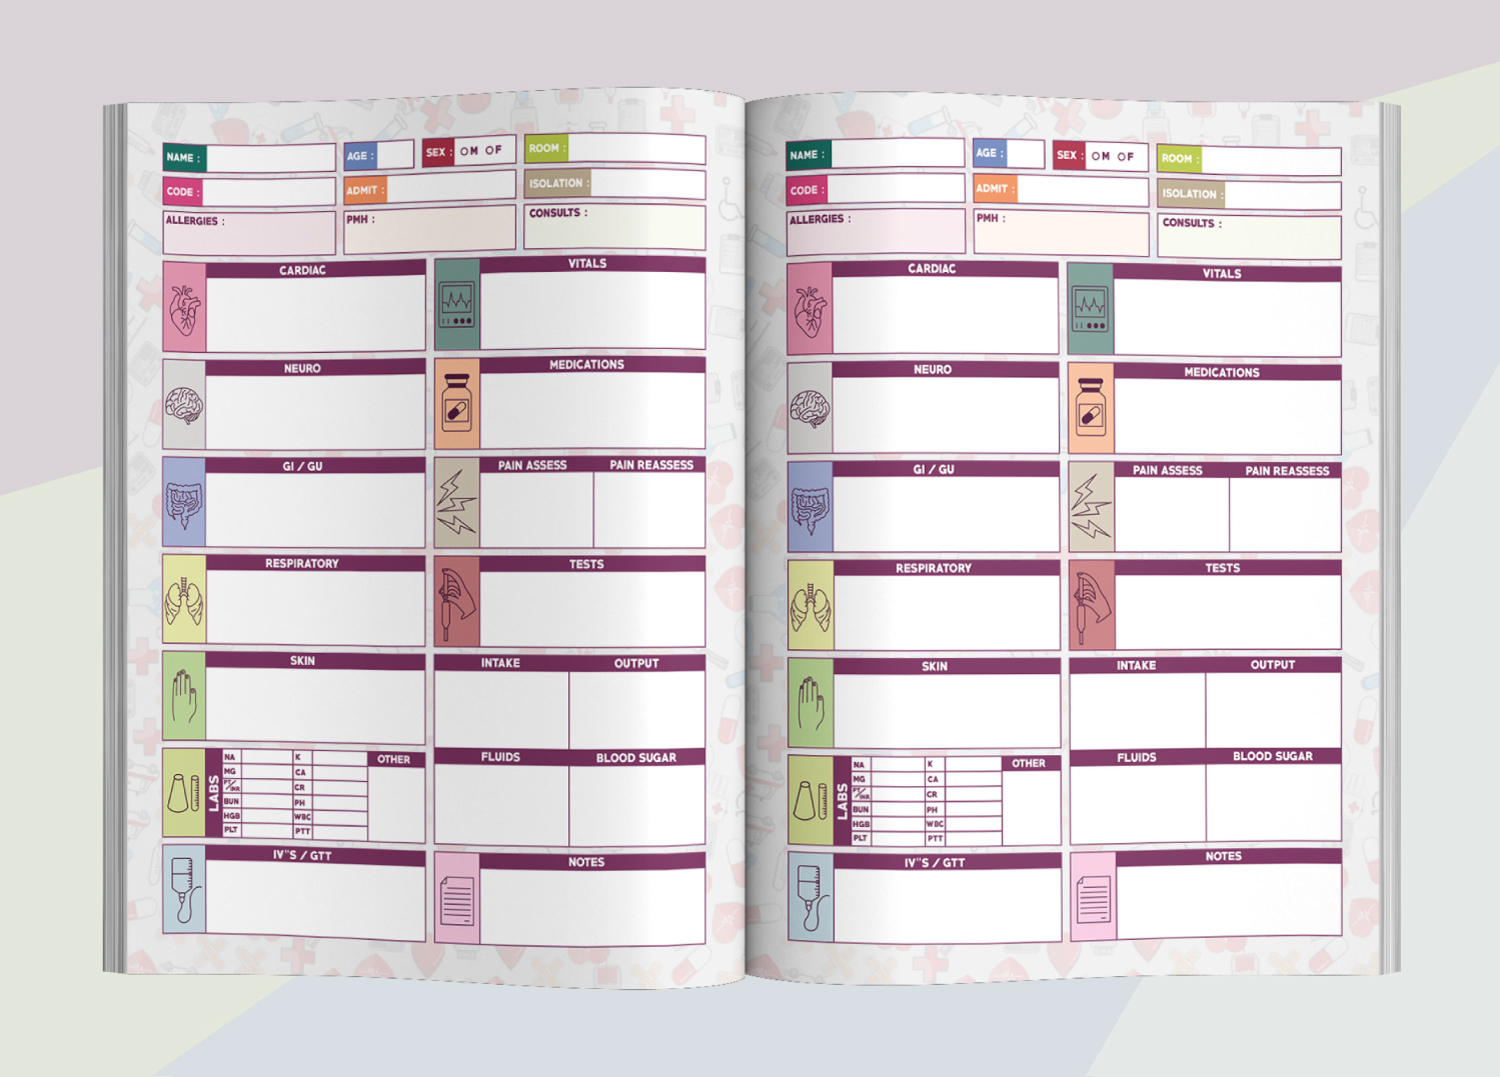 NAME : AGE : SEX : O M O F ROOM :
CODE : ADMIT : ISOLATION :
ALLERGIES : PMH : CONSULTS :
CARDIAC VITALS
NEURO MEDICATIONS
GI / GU PAIN ASSESS PAIN REASSESS
RESPIRATORY TESTS
SKIN INTAKE OUTPUT
LABS
NA K OTHER
MG CA
PT/INR CR
BUN PH
HGB WBC
PLT PTT
FLUIDS BLOOD SUGAR
IV"S / GTT NOTES
NAME : AGE : SEX : O M O F ROOM :
CODE : ADMIT : ISOLATION :
ALLERGIES : PMH : CONSULTS :
CARDIAC VITALS
NEURO MEDICATIONS
GI / GU PAIN ASSESS PAIN REASSESS
RESPIRATORY TESTS
SKIN INTAKE OUTPUT
LABS
NA K OTHER
MG CA
PT/INR CR
BUN PH
HGB WBC
PLT PTT
FLUIDS BLOOD SUGAR
IV"S / GTT NOTES